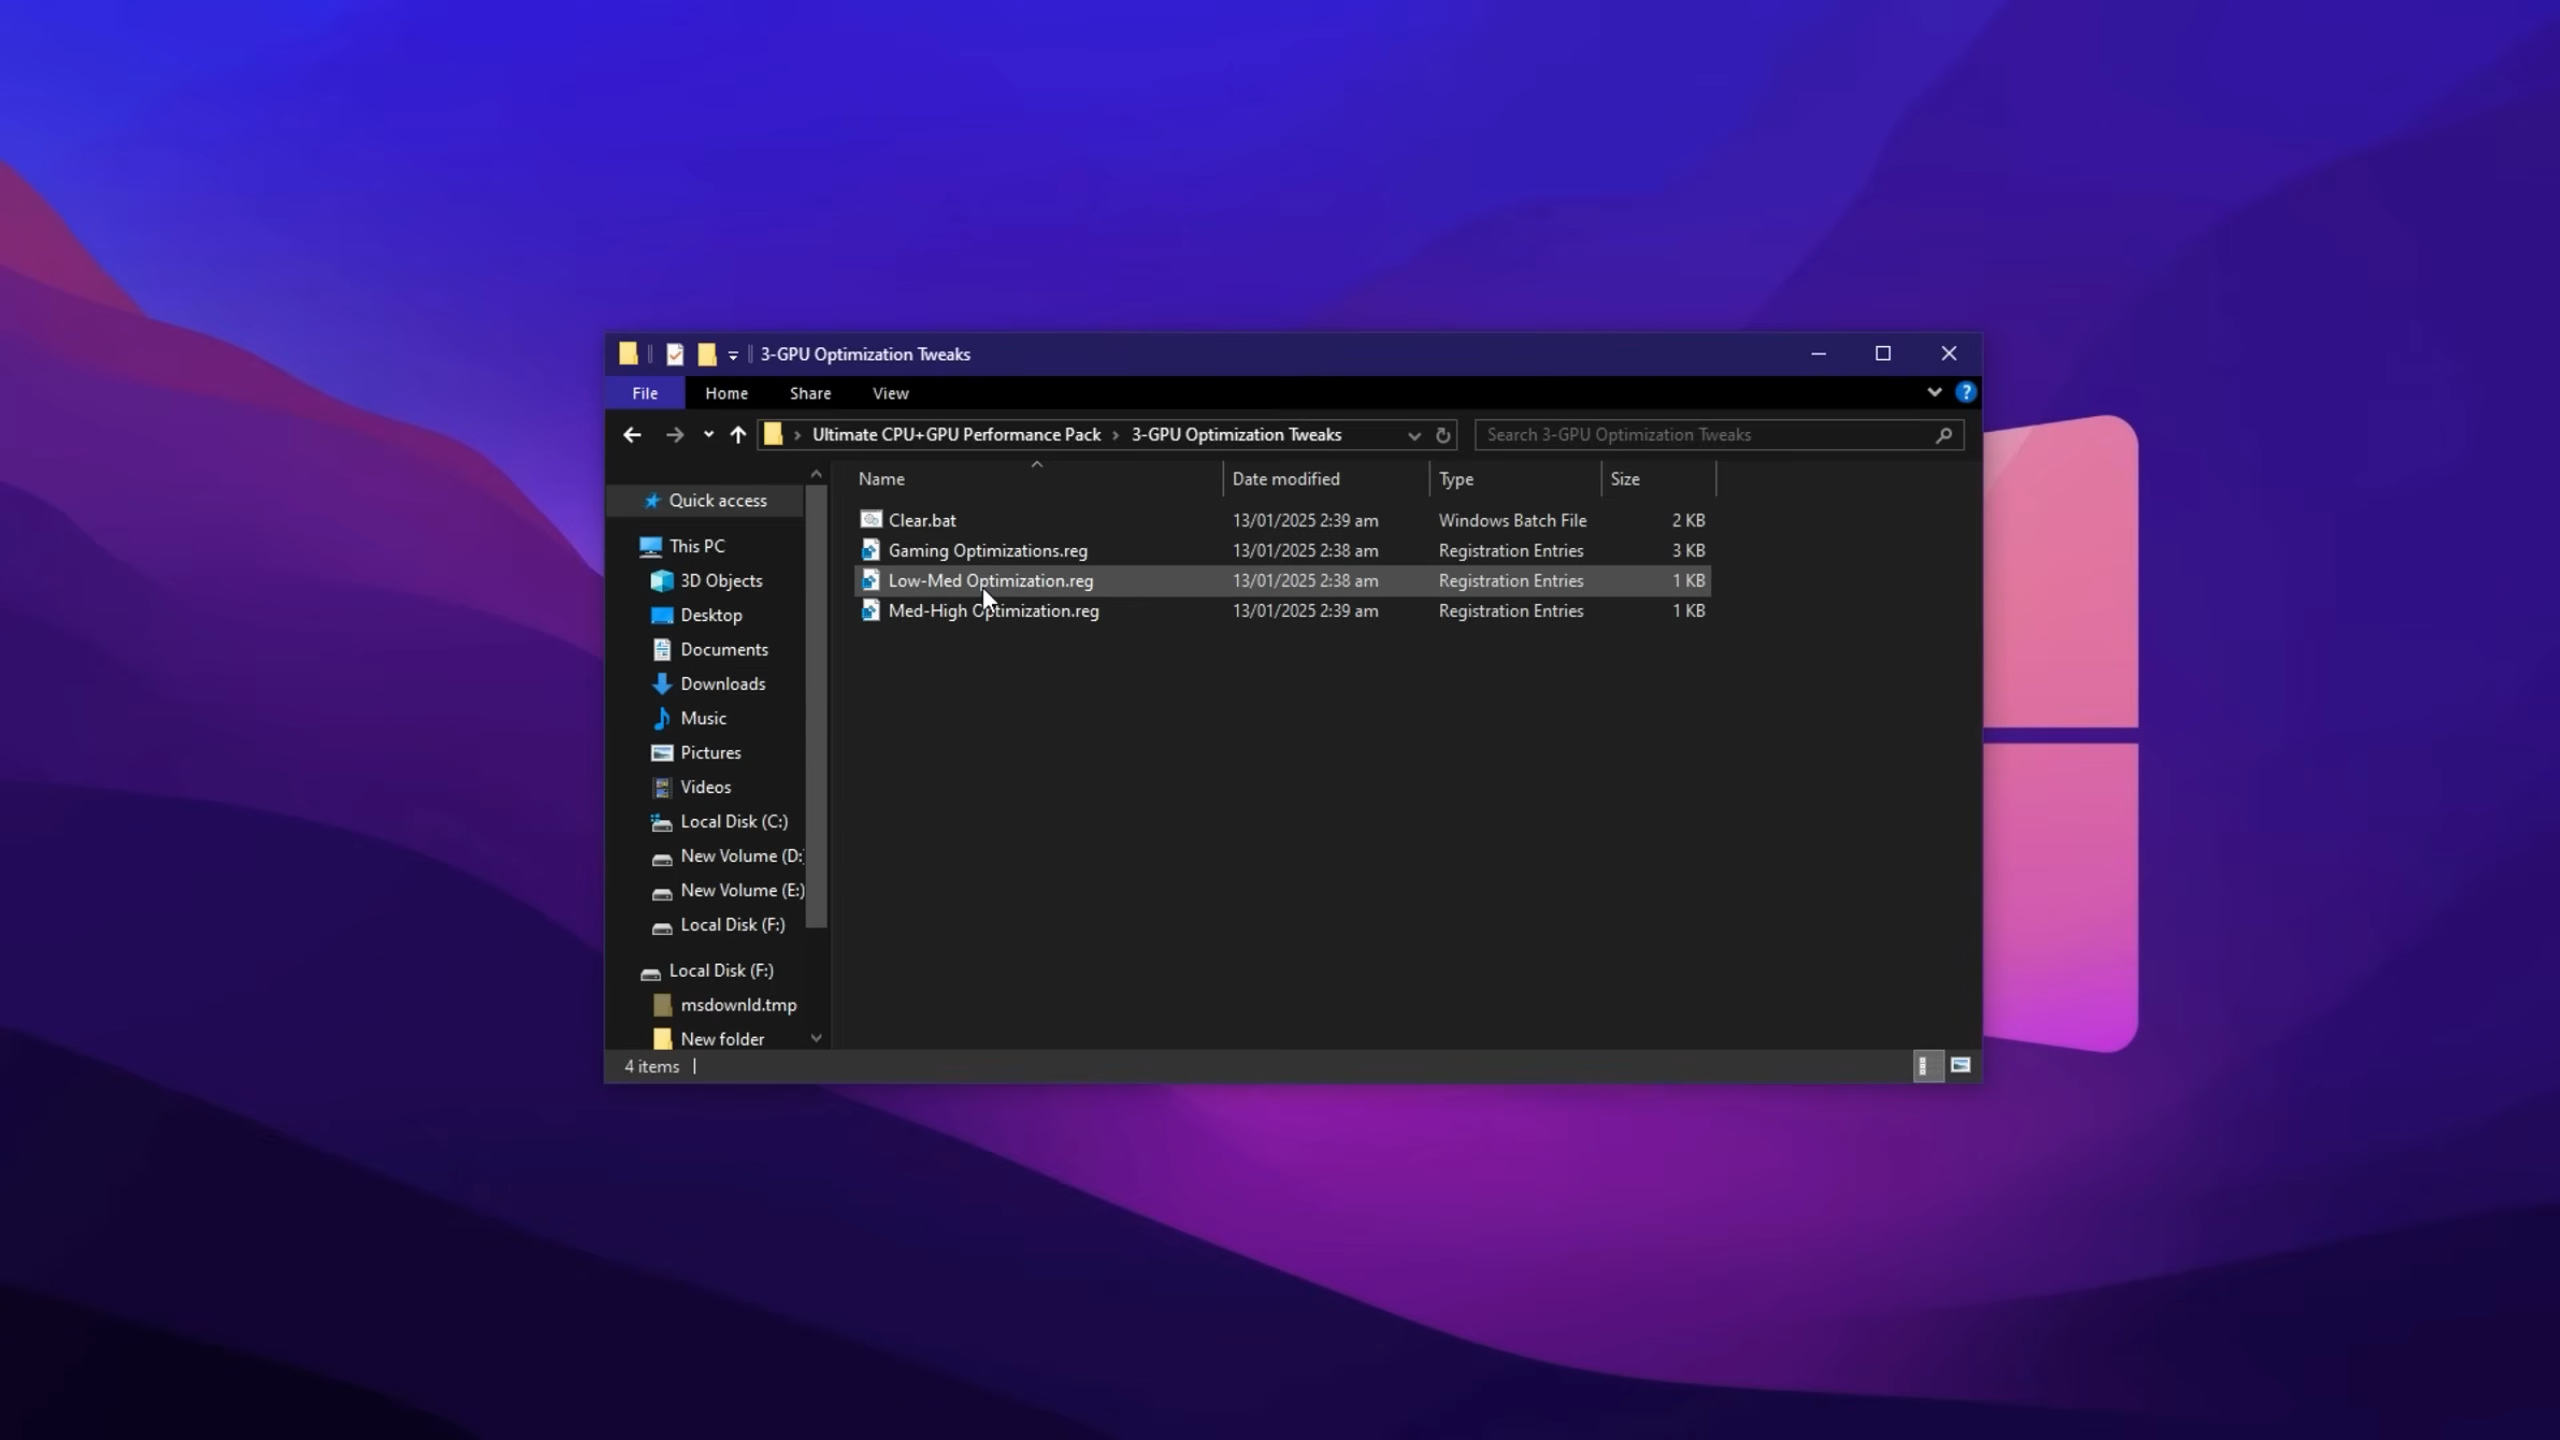 3-GPU Optimization Tweaks
File Home Share View
Ultimate CPU+GPU Performance Pack 3-GPU Optimization Tweaks Search 3-GPU Optimization Tweaks
Name Date modified Type Size
Clear.bat 13/01/2025 2:39 am Windows Batch File 2 KB
Gaming Optimizations.reg 13/01/2025 2:38 am Registration Entries 3 KB
Low-Med Optimization.reg 13/01/2025 2:38 am Registration Entries 1 KB
Med-High Optimization.reg 13/01/2025 2:39 am Registration Entries 1 KB
Quick access
This PC
3D Objects
Desktop
Documents
Downloads
Music
Pictures
Videos
Local Disk (C:)
New Volume (D:
New Volume (E:)
Local Disk (F:)
Local Disk (F:)
msdownld.tmp
New folder
4 items